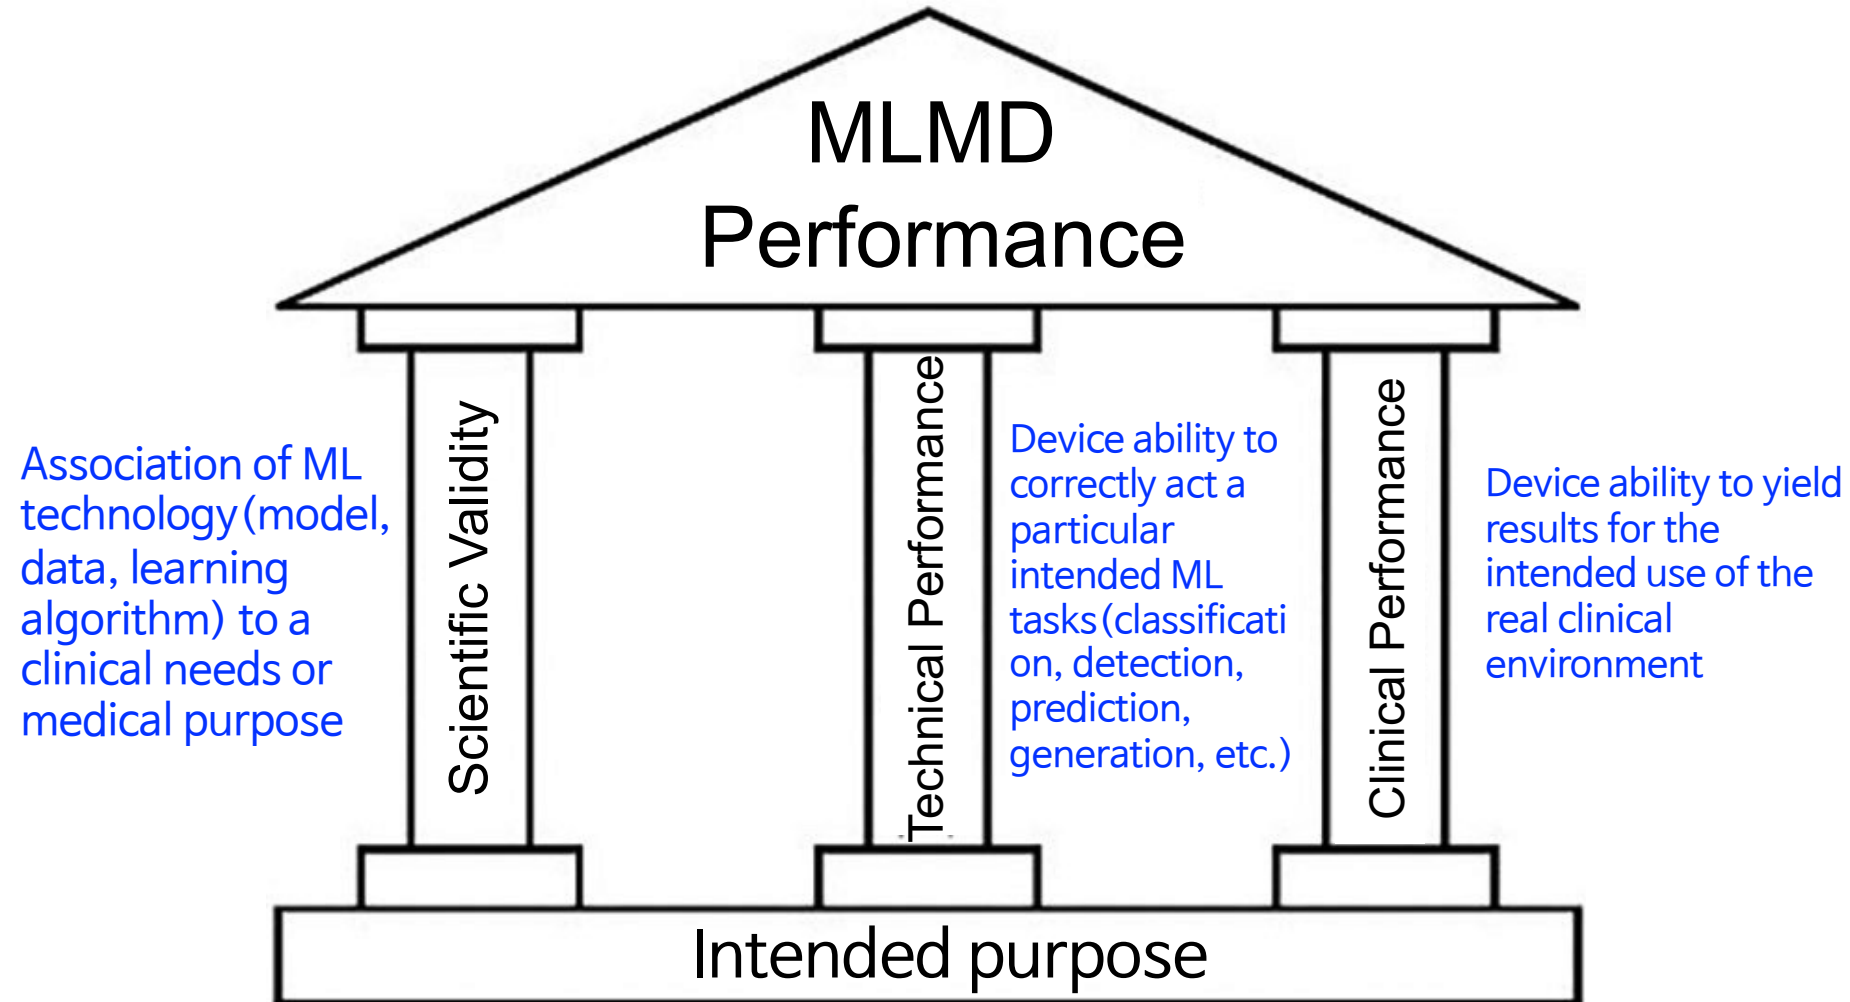 MLMD
Performance
Association of ML
technology(model,
data, learning
algorithm) to a
clinical needs or
medical purpose
Scientific Validity
Technical Performance
Device ability to
correctly act a
particular
intended ML
tasks(classificati
on, detection,
prediction,
generation, etc.)
Clinical Performance
Device ability to yield
results for the
intended use of the
real clinical
environment
Intended purpose